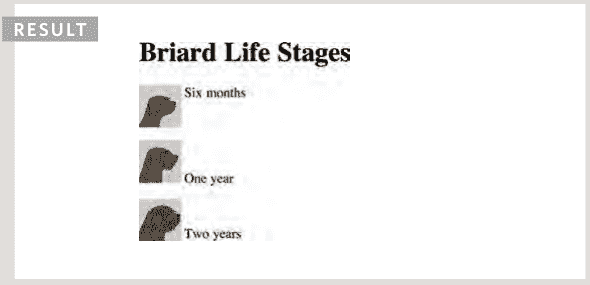 RESULT
Briard Life Stages
Six months
One year
Two years